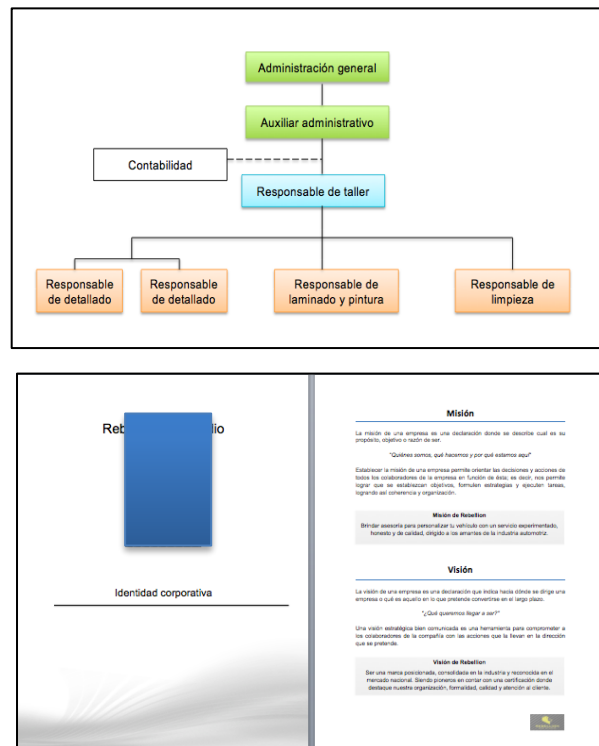 Administración general
Auxiliar administrativo
Contabilidad
Responsable de taller
Responsable
de detallado
Responsable
de detallado
Responsable de
laminado y pintura
Responsable de
limpieza
Identidad corporativa
Misión
La misión de una empresa es una declaración donde se describe cual es su
propósito, objetivo o razón de ser.
"Quiénes somos, qué hacemos y por qué estamos aquí"
Establecer la misión de una empresa permite orientar las decisiones y acciones de
todos los colaboradores de la empresa en función de ésta; es decir, nos permite
lograr que se establezcan objetivos, formulen estrategias y ejecuten tareas,
logrando así coherencia y organización.
Misión de Rebellion
Brindar asesoría para personalizar tu vehículo con un servicio experimentado,
honesto y de calidad, dirigido a los amantes de la industria automotriz.
Visión
La visión de una empresa es una declaración que indica hacia dónde se dirige una
empresa o qué es aquello en lo que pretende convertirse en el largo plazo.
"¿Qué queremos llegar a ser?"
Una visión estratégica bien comunicada es una herramienta para comprometer a
los colaboradores de la compañía con las acciones que la llevan en la dirección
que se pretende.
Visión de Rebellion
Ser una marca posicionada, consolidada en la industria y reconocida en el
mercado nacional. Siendo pioneros en contar con una certificación donde
destaque nuestra organización, formalidad, calidad y atención al cliente.